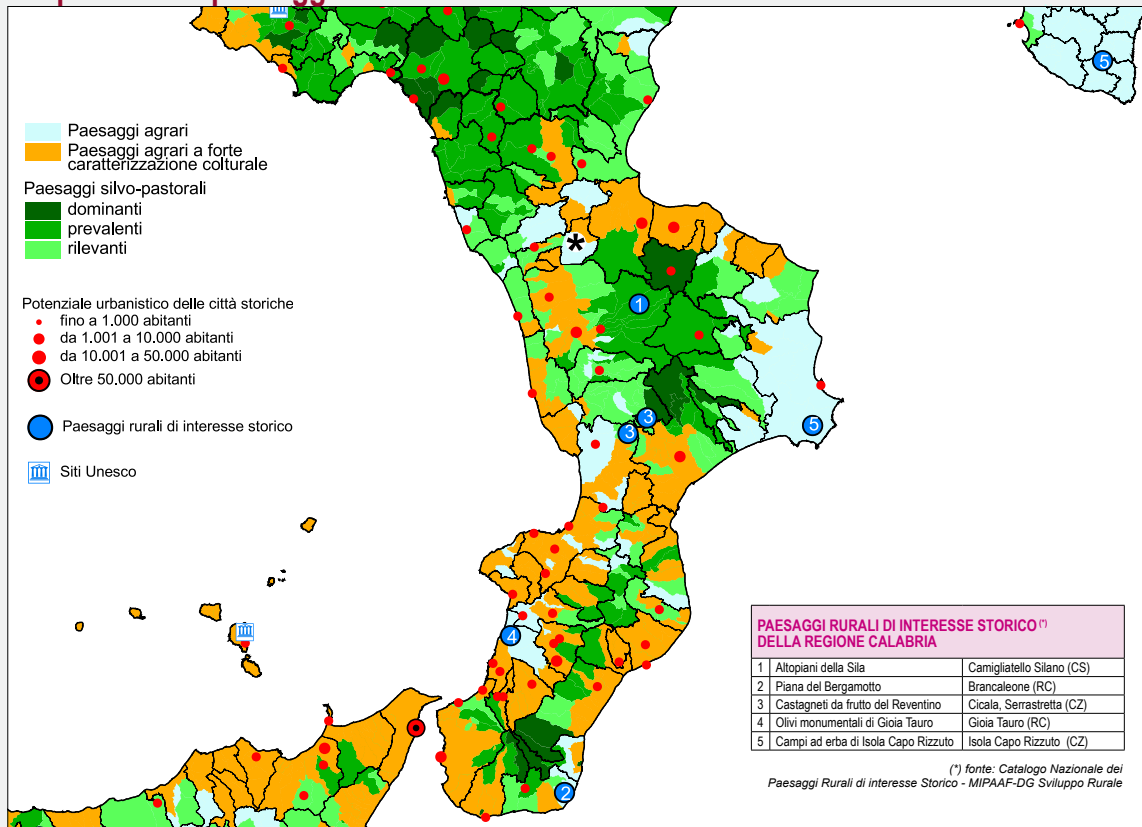 Paesaggi agrari
Paesaggi agrari a forte
caratterizzazione colturale
Paesaggi silvo-pastorali
dominanti
prevalenti
rilevanti
Potenziale urbanistico delle città storiche
fino a 1.000 abitanti
da 1.001 a 10.000 abitanti
da 10.001 a 50.000 abitanti
Oltre 50.000 abitanti
Paesaggi rurali di interesse storico
Siti Unesco
5
*
1
3
3
5
4
2
PAESAGGI RURALI DI INTERESSE STORICO (*)
DELLA REGIONE CALABRIA
1 Altopiani della Sila Camigliatello Silano (CS)
2 Piana del Bergamotto Brancaleone (RC)
3 Castagneti da frutto del Reventino Cicala, Serrastretta (CZ)
4 Olivi monumentali di Gioia Tauro Gioia Tauro (RC)
5 Campi ad erba di Isola Capo Rizzuto Isola Capo Rizzuto (CZ)
(*) fonte: Catalogo Nazionale dei
Paesaggi Rurali di interesse Storico - MIPAAF-DG Sviluppo Rurale